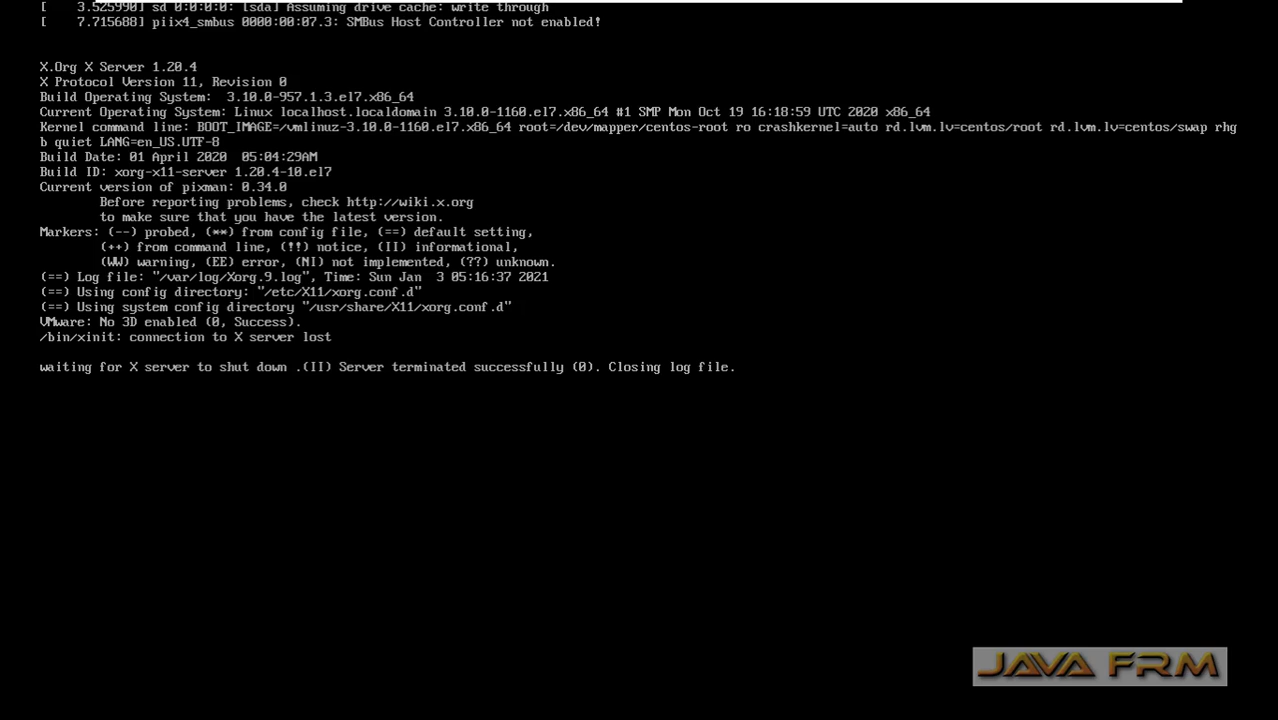 [    3.525990] sd 0:0:0:0: [sda] Assuming drive cache: write through
[    7.715688] piix4_smbus 0000:00:07.3: SMBus Host Controller not enabled!
X.Org X Server 1.20.4
X Protocol Version 11, Revision 0
Build Operating System:  3.10.0-957.1.3.el7.x86_64
Current Operating System: Linux localhost.localdomain 3.10.0-1160.el7.x86_64 #1 SMP Mon Oct 19 16:18:59 UTC 2020 x86_64
Kernel command line: BOOT_IMAGE=/vmlinuz-3.10.0-1160.el7.x86_64 root=/dev/mapper/centos-root ro crashkernel=auto rd.lvm.lv=centos/root rd.lvm.lv=centos/swap rhg
b quiet LANG=en_US.UTF-8
Build Date: 01 April 2020  05:04:29AM
Build ID: xorg-x11-server 1.20.4-10.el7
Current version of pixman: 0.34.0
        Before reporting problems, check http://wiki.x.org
        to make sure that you have the latest version.
Markers: (--) probed, (**) from config file, (==) default setting,
        (++) from command line, (!!) notice, (II) informational,
        (WW) warning, (EE) error, (NI) not implemented, (??) unknown.
(==) Log file: "/var/log/Xorg.9.log", Time: Sun Jan  3 05:16:37 2021
(==) Using config directory: "/etc/X11/xorg.conf.d"
(==) Using system config directory "/usr/share/X11/xorg.conf.d"
VMware: No 3D enabled (0, Success).
/bin/xinit: connection to X server lost
waiting for X server to shut down .(II) Server terminated successfully (0). Closing log file.
JAVA FRM